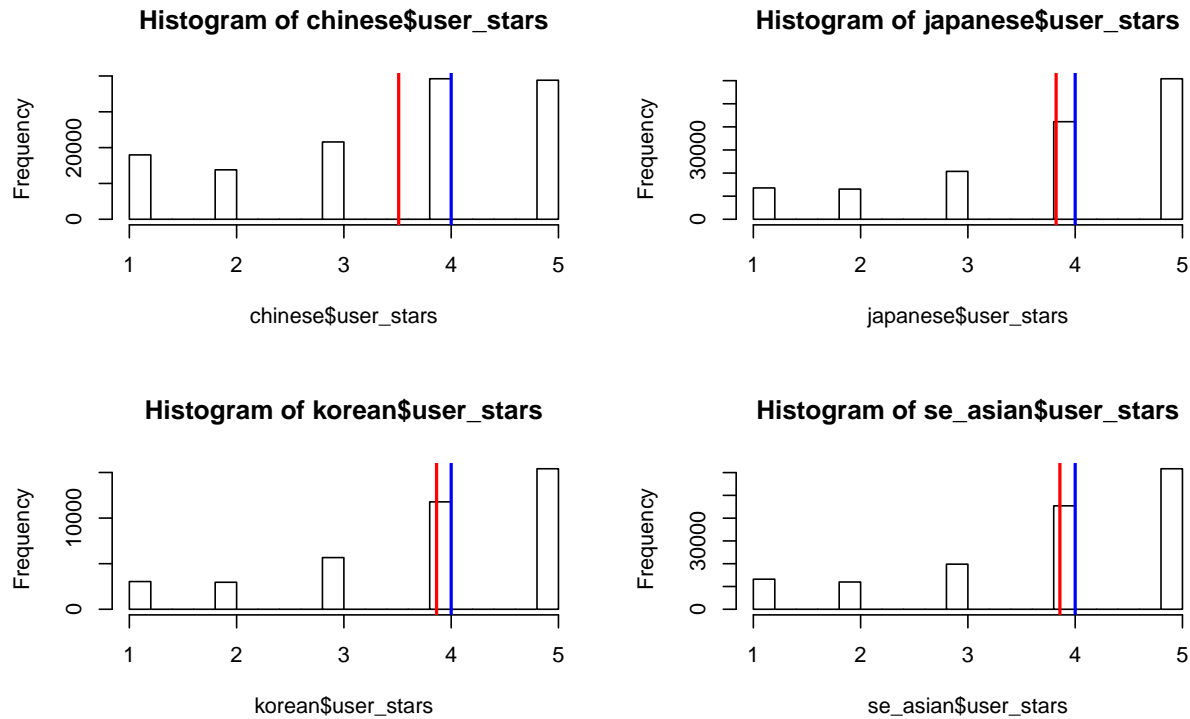 Histogram of chinese$user_stars
Frequency
20000
0
1 2 3 4 5
chinese$user_stars
Histogram of japanese$user_stars
Frequency
30000
0
1 2 3 4 5
japanese$user_stars
Histogram of korean$user_stars
Frequency
10000
0
1 2 3 4 5
korean$user_stars
Histogram of se_asian$user_stars
Frequency
30000
0
1 2 3 4 5
se_asian$user_stars